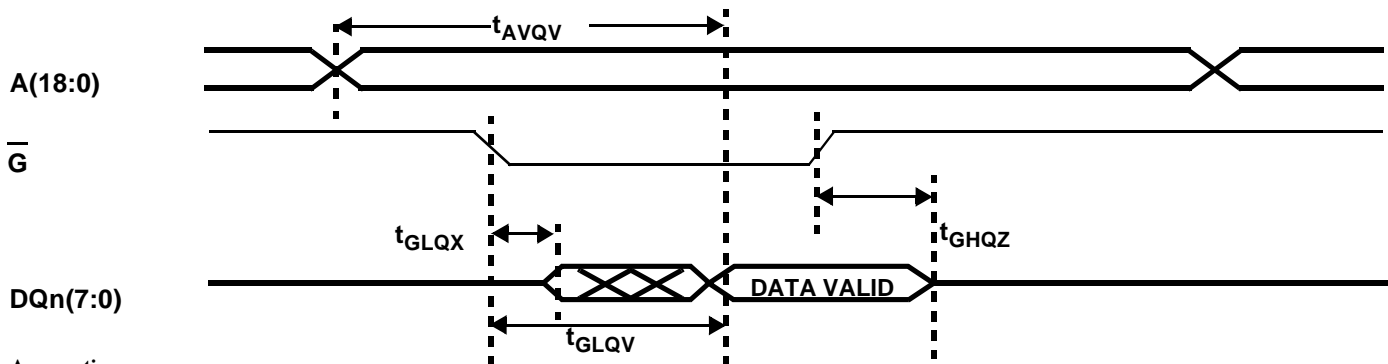 tAVQV
A(18:0)
G
tGLQX
tGHQZ
DQn(7:0)
DATA VALID
tGLQV